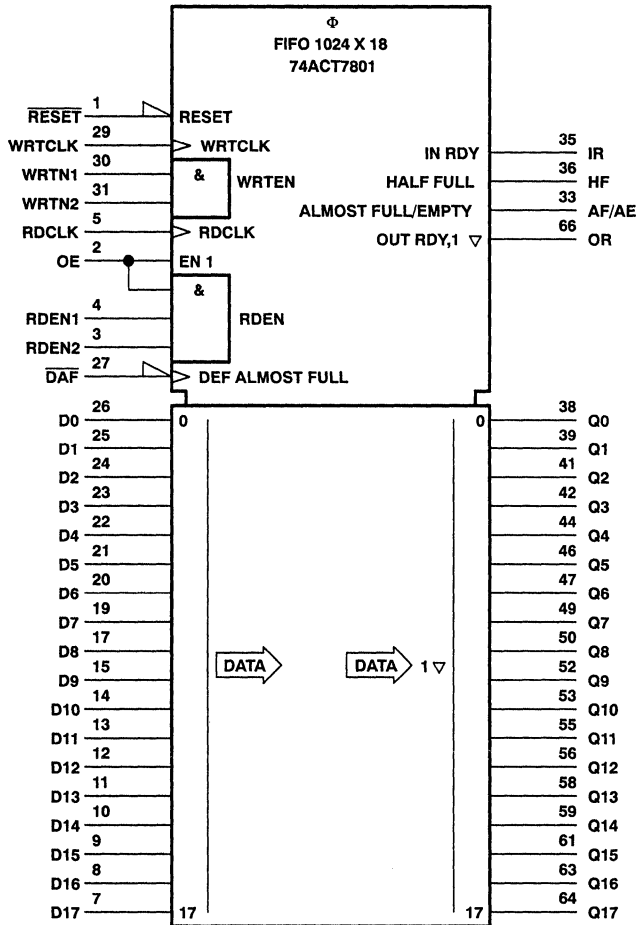 Φ
FIFO 1024 X 18
74ACT7801
RESET 1 RESET
WRTCLK 29 WRTCLK
WRTN1 30 & WRTEN
WRTN2 31
RDCLK 5 RDCLK
OE 2 EN 1
RDEN1 4 & RDEN
RDEN2 3
DAF 27 DEF ALMOST FULL
IN RDY 35 IR
HALF FULL 36 HF
ALMOST FULL/EMPTY 33 AF/AE
OUT RDY,1 ▽ 66 OR
D0 26 0 0 38 Q0
D1 25 39 Q1
D2 24 41 Q2
D3 23 42 Q3
D4 22 44 Q4
D5 21 46 Q5
D6 20 47 Q6
D7 19 49 Q7
D8 17 50 Q8
DATA DATA 1 ▽
D9 15 52 Q9
D10 14 53 Q10
D11 13 55 Q11
D12 12 56 Q12
D13 11 58 Q13
D14 10 59 Q14
D15 9 61 Q15
D16 8 63 Q16
D17 7 17 17 64 Q17